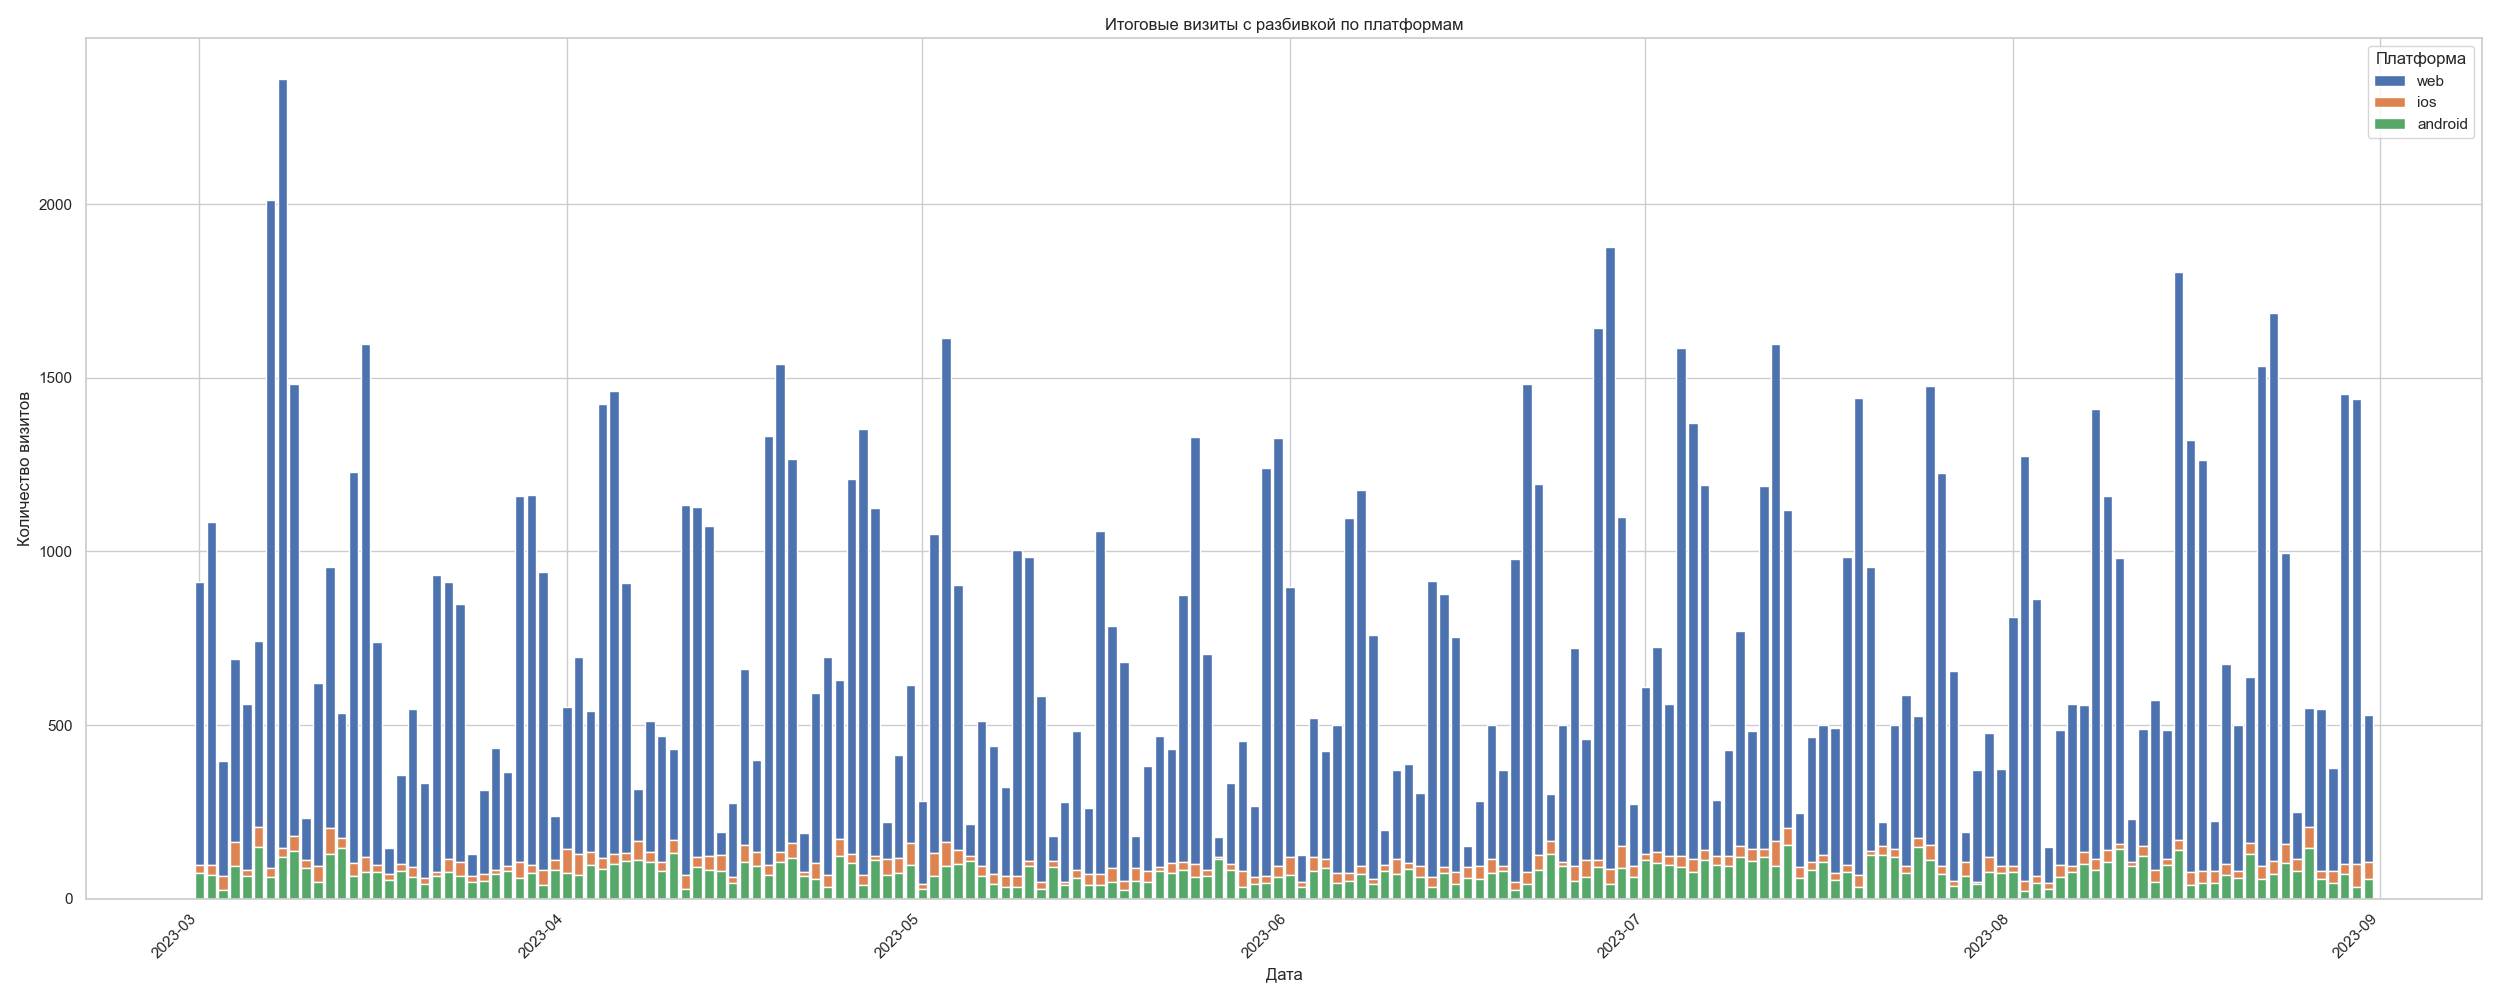 Итоговые визиты с разбивкой по платформам
Платформа
web
ios
android
Количество визитов
2000
1500
1000
500
0
2023-03
2023-04
2023-05
2023-06
2023-07
2023-08
2023-09
Дата